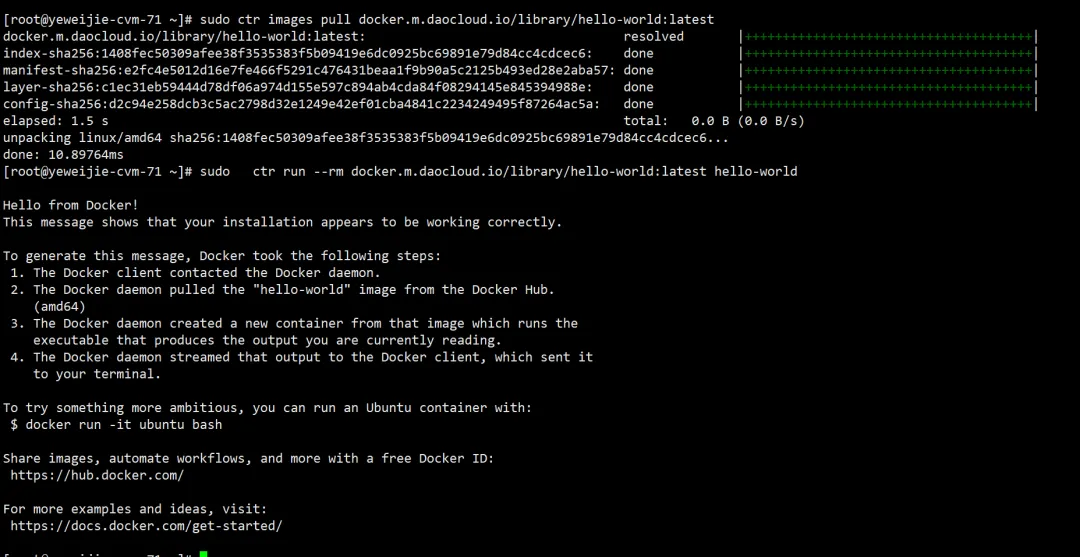 [root@yeweijie-cvm-71 ~]# sudo ctr images pull docker.m.daocloud.io/library/hello-world:latest
docker.m.daocloud.io/library/hello-world:latest: resolved |++++++++++++++++++++++++++++++++++++++|
index-sha256:1408fec50309afee38f3535383f5b09419e6dc0925bc69891e79d84cc4cdcec6: done |++++++++++++++++++++++++++++++++++++++|
manifest-sha256:e2fc4e5012d16e7fe466f5291c476431beaa1f9b90a5c2125b493ed28e2aba57: done |++++++++++++++++++++++++++++++++++++++|
layer-sha256:c1ec31eb59444d78df06a974d155e597c894ab4cda84f08294145e845394988e: done |++++++++++++++++++++++++++++++++++++++|
config-sha256:d2c94e258dcb3c5ac2798d32e1249e42ef01cba4841c2234249495f87264ac5a: done |++++++++++++++++++++++++++++++++++++++|
elapsed: 1.5 s total: 0.0 B (0.0 B/s)
unpacking linux/amd64 sha256:1408fec50309afee38f3535383f5b09419e6dc0925bc69891e79d84cc4cdcec6...
done: 10.89764ms
[root@yeweijie-cvm-71 ~]# sudo   ctr run --rm docker.m.daocloud.io/library/hello-world:latest hello-world
Hello from Docker!
This message shows that your installation appears to be working correctly.
To generate this message, Docker took the following steps:
1. The Docker client contacted the Docker daemon.
2. The Docker daemon pulled the "hello-world" image from the Docker Hub.
(amd64)
3. The Docker daemon created a new container from that image which runs the
executable that produces the output you are currently reading.
4. The Docker daemon streamed that output to the Docker client, which sent it
to your terminal.
To try something more ambitious, you can run an Ubuntu container with:
$ docker run -it ubuntu bash
Share images, automate workflows, and more with a free Docker ID:
https://hub.docker.com/
For more examples and ideas, visit:
https://docs.docker.com/get-started/